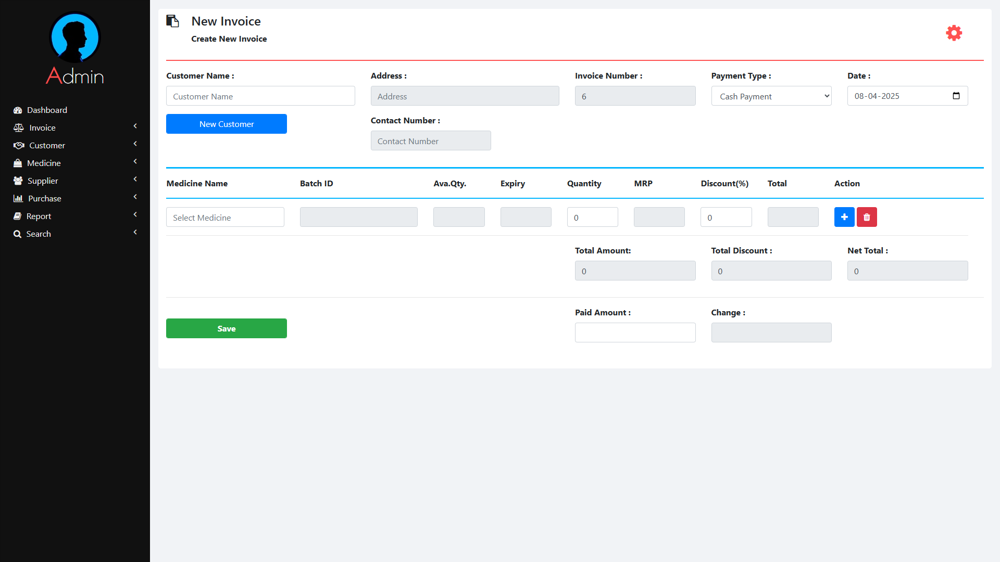 Admin
Dashboard
Invoice
Customer
Medicine
Supplier
Purchase
Report
Search
New Invoice
Create New Invoice
Customer Name : Address : Invoice Number : Payment Type : Date :
Customer Name Address 6 Cash Payment 08-04-2025
New Customer Contact Number :
Contact Number
Medicine Name Batch ID Ava.Qty. Expiry Quantity MRP Discount(%) Total Action
Select Medicine 0 0
Total Amount: Total Discount : Net Total :
0 0 0
Paid Amount : Change :
Save